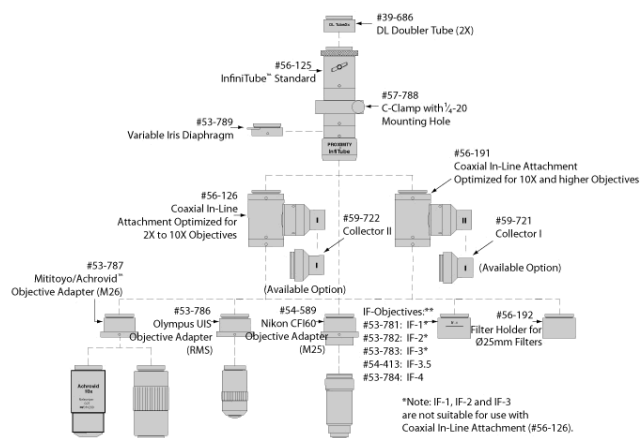 DL Tube2x
#39-686
DL Doubler Tube (2X)
#56-125
InfiniTube™ Standard
#57-788
C-Clamp with ¼-20
Mounting Hole
#53-789
Variable Iris Diaphragm
PROXIMITY
InfiniTube
#56-191
Coaxial In-Line Attachment
Optimized for 10X and higher Objectives
#56-126
Coaxial In-Line
Attachment Optimized for
2X to 10X Objectives
I
II
#59-722
Collector II
#59-721
Collector I
I
I
(Available Option)
(Available Option)
#53-787
Mititoyo/Achrovid™
Objective Adapter (M26)
#53-786
Olympus UIS
Objective Adapter
(RMS)
#54-589
Nikon CFI60
Objective Adapter
(M25)
IF-Objectives:**
#53-781: IF-1*
#53-782: IF-2*
#53-783: IF-3*
#54-413: IF-3.5
#53-784: IF-4
#56-192
Filter Holder for
Ø25mm Filters
Achrovid
*Note: IF-1, IF-2 and IF-3
are not suitable for use with
Coaxial In-Line Attachment (#56-126).